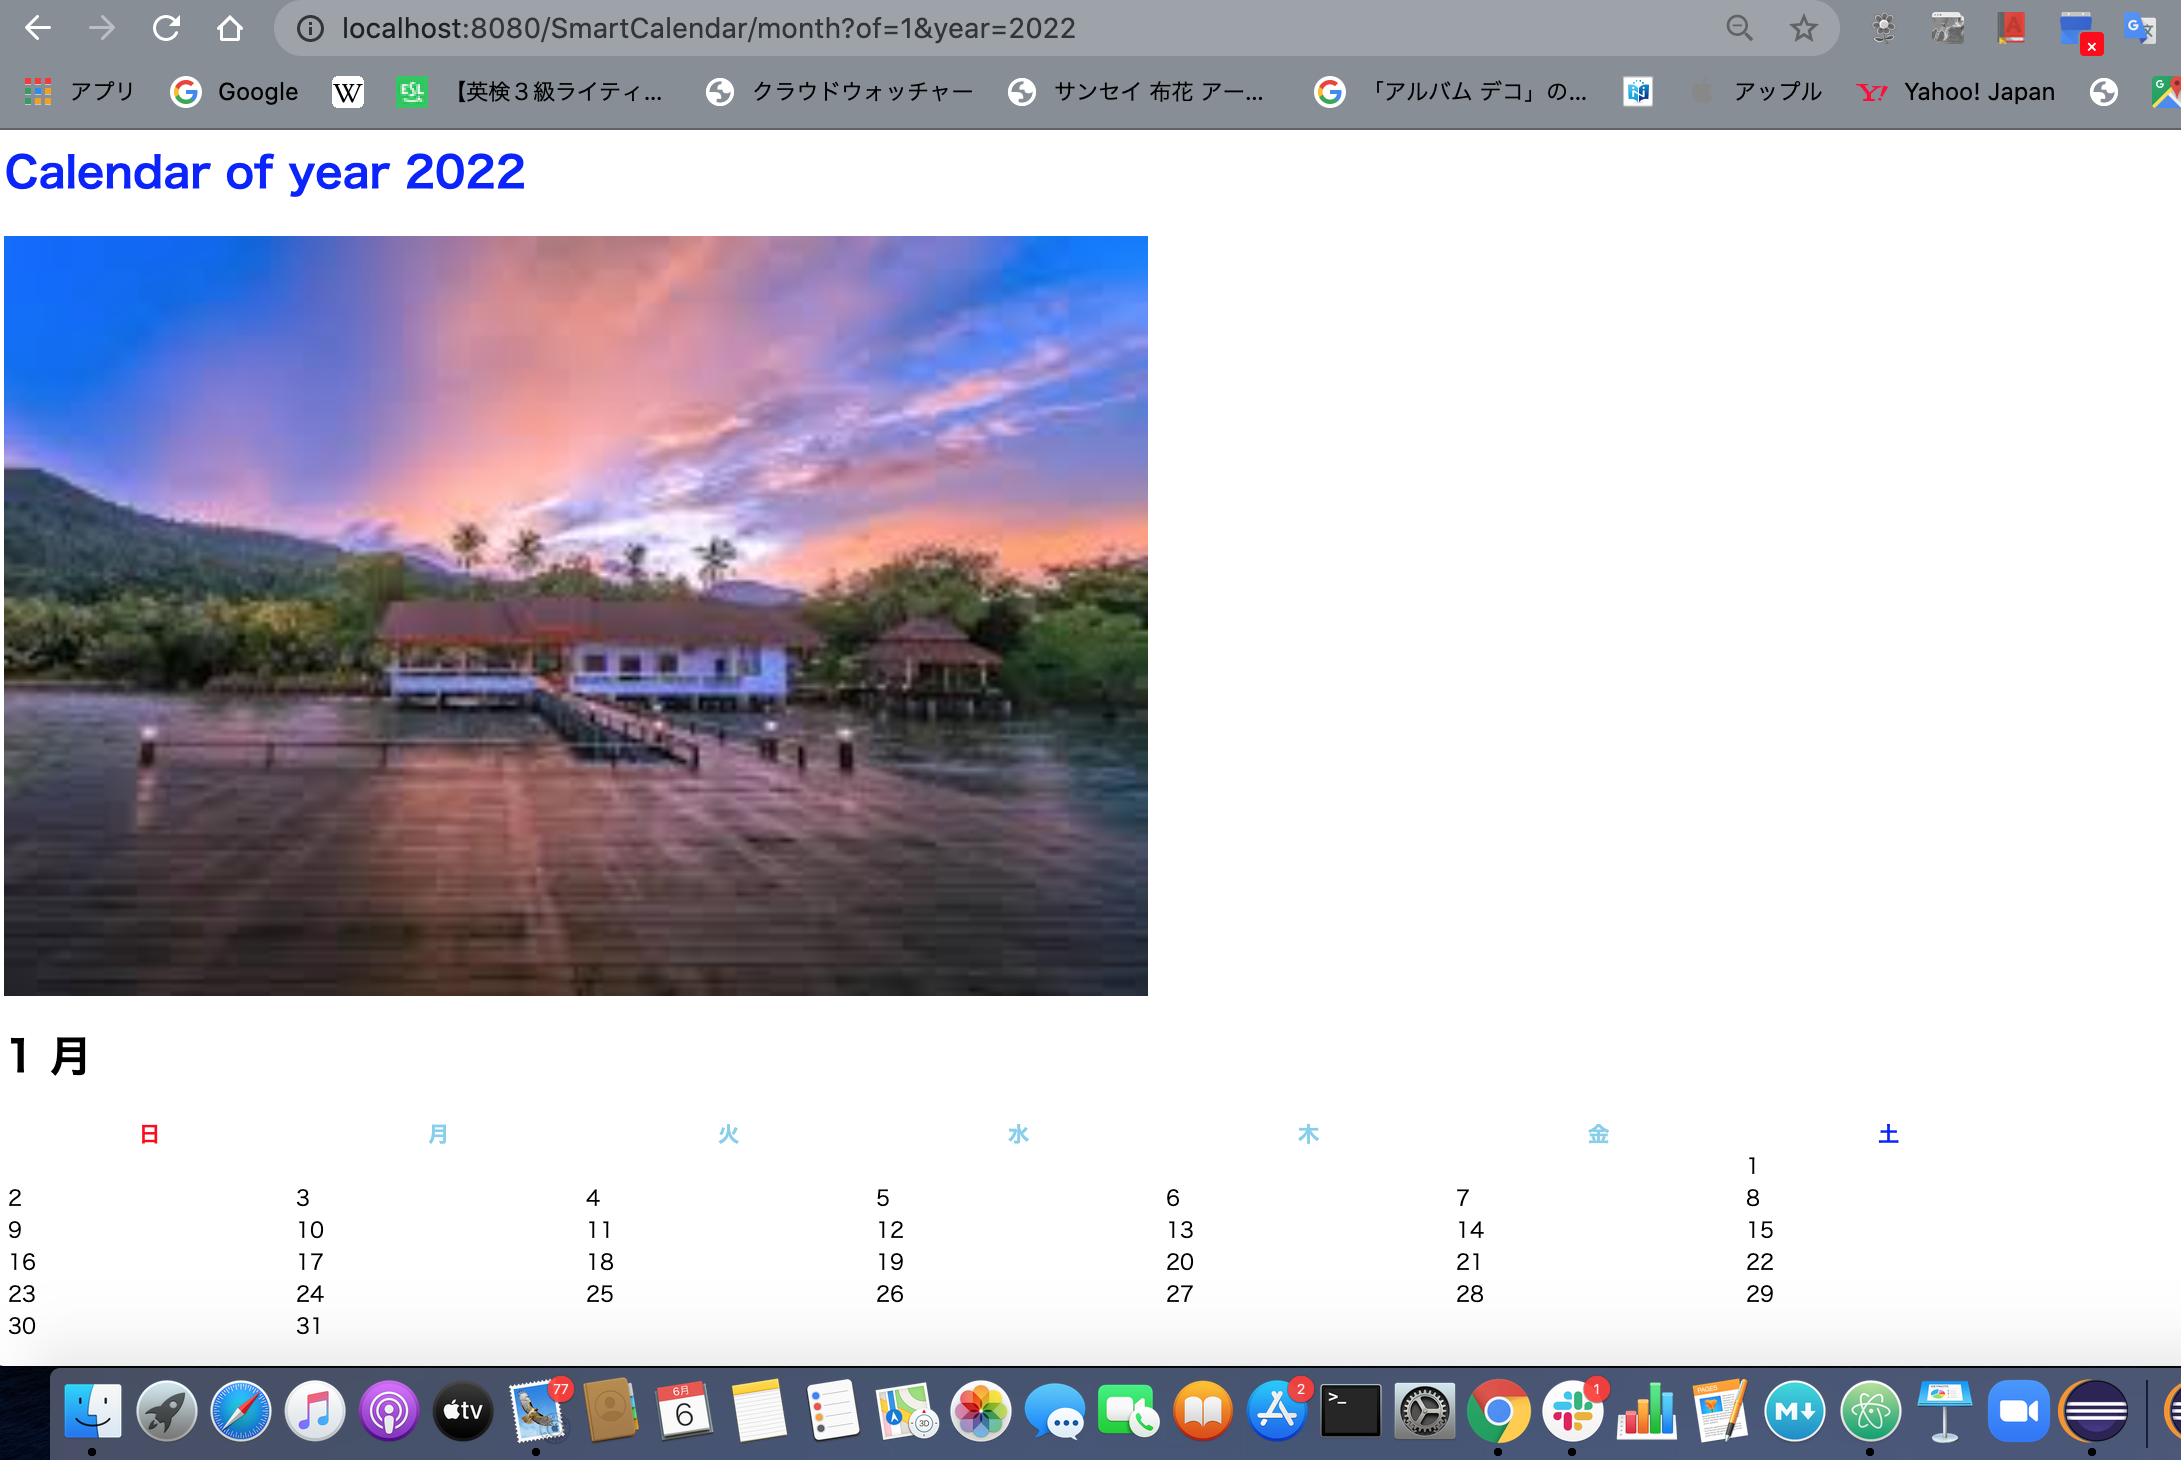 localhost:8080/SmartCalendar/month?of=1&year=2022
アプリ Google W ESL 【英検３級ライティ... クラウドウォッチャー サンセイ 布花 アー... 「アルバム デコ」の... アップル Y! Yahoo! Japan
Calendar of year 2022
1 月
日 月 火 水 木 金 土
1
2 3 4 5 6 7 8
9 10 11 12 13 14 15
16 17 18 19 20 21 22
23 24 25 26 27 28 29
30 31
tv 77 6月 6 3D 2 >_ 1 PAGES M